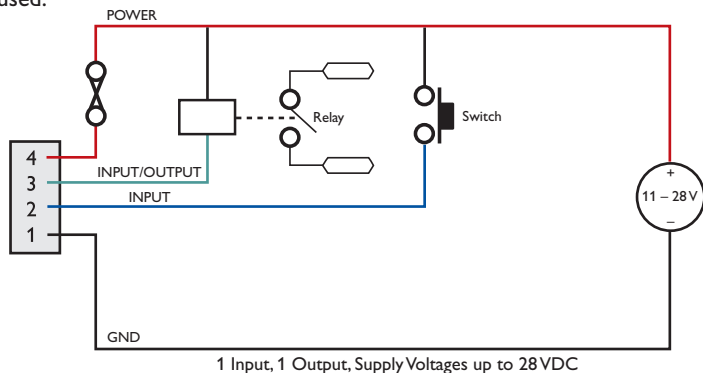 used.
POWER
Relay
Switch
4
INPUT/OUTPUT
3
INPUT
2
1
+
11 – 28 V
–
GND
1 Input, 1 Output, Supply Voltages up to 28 VDC